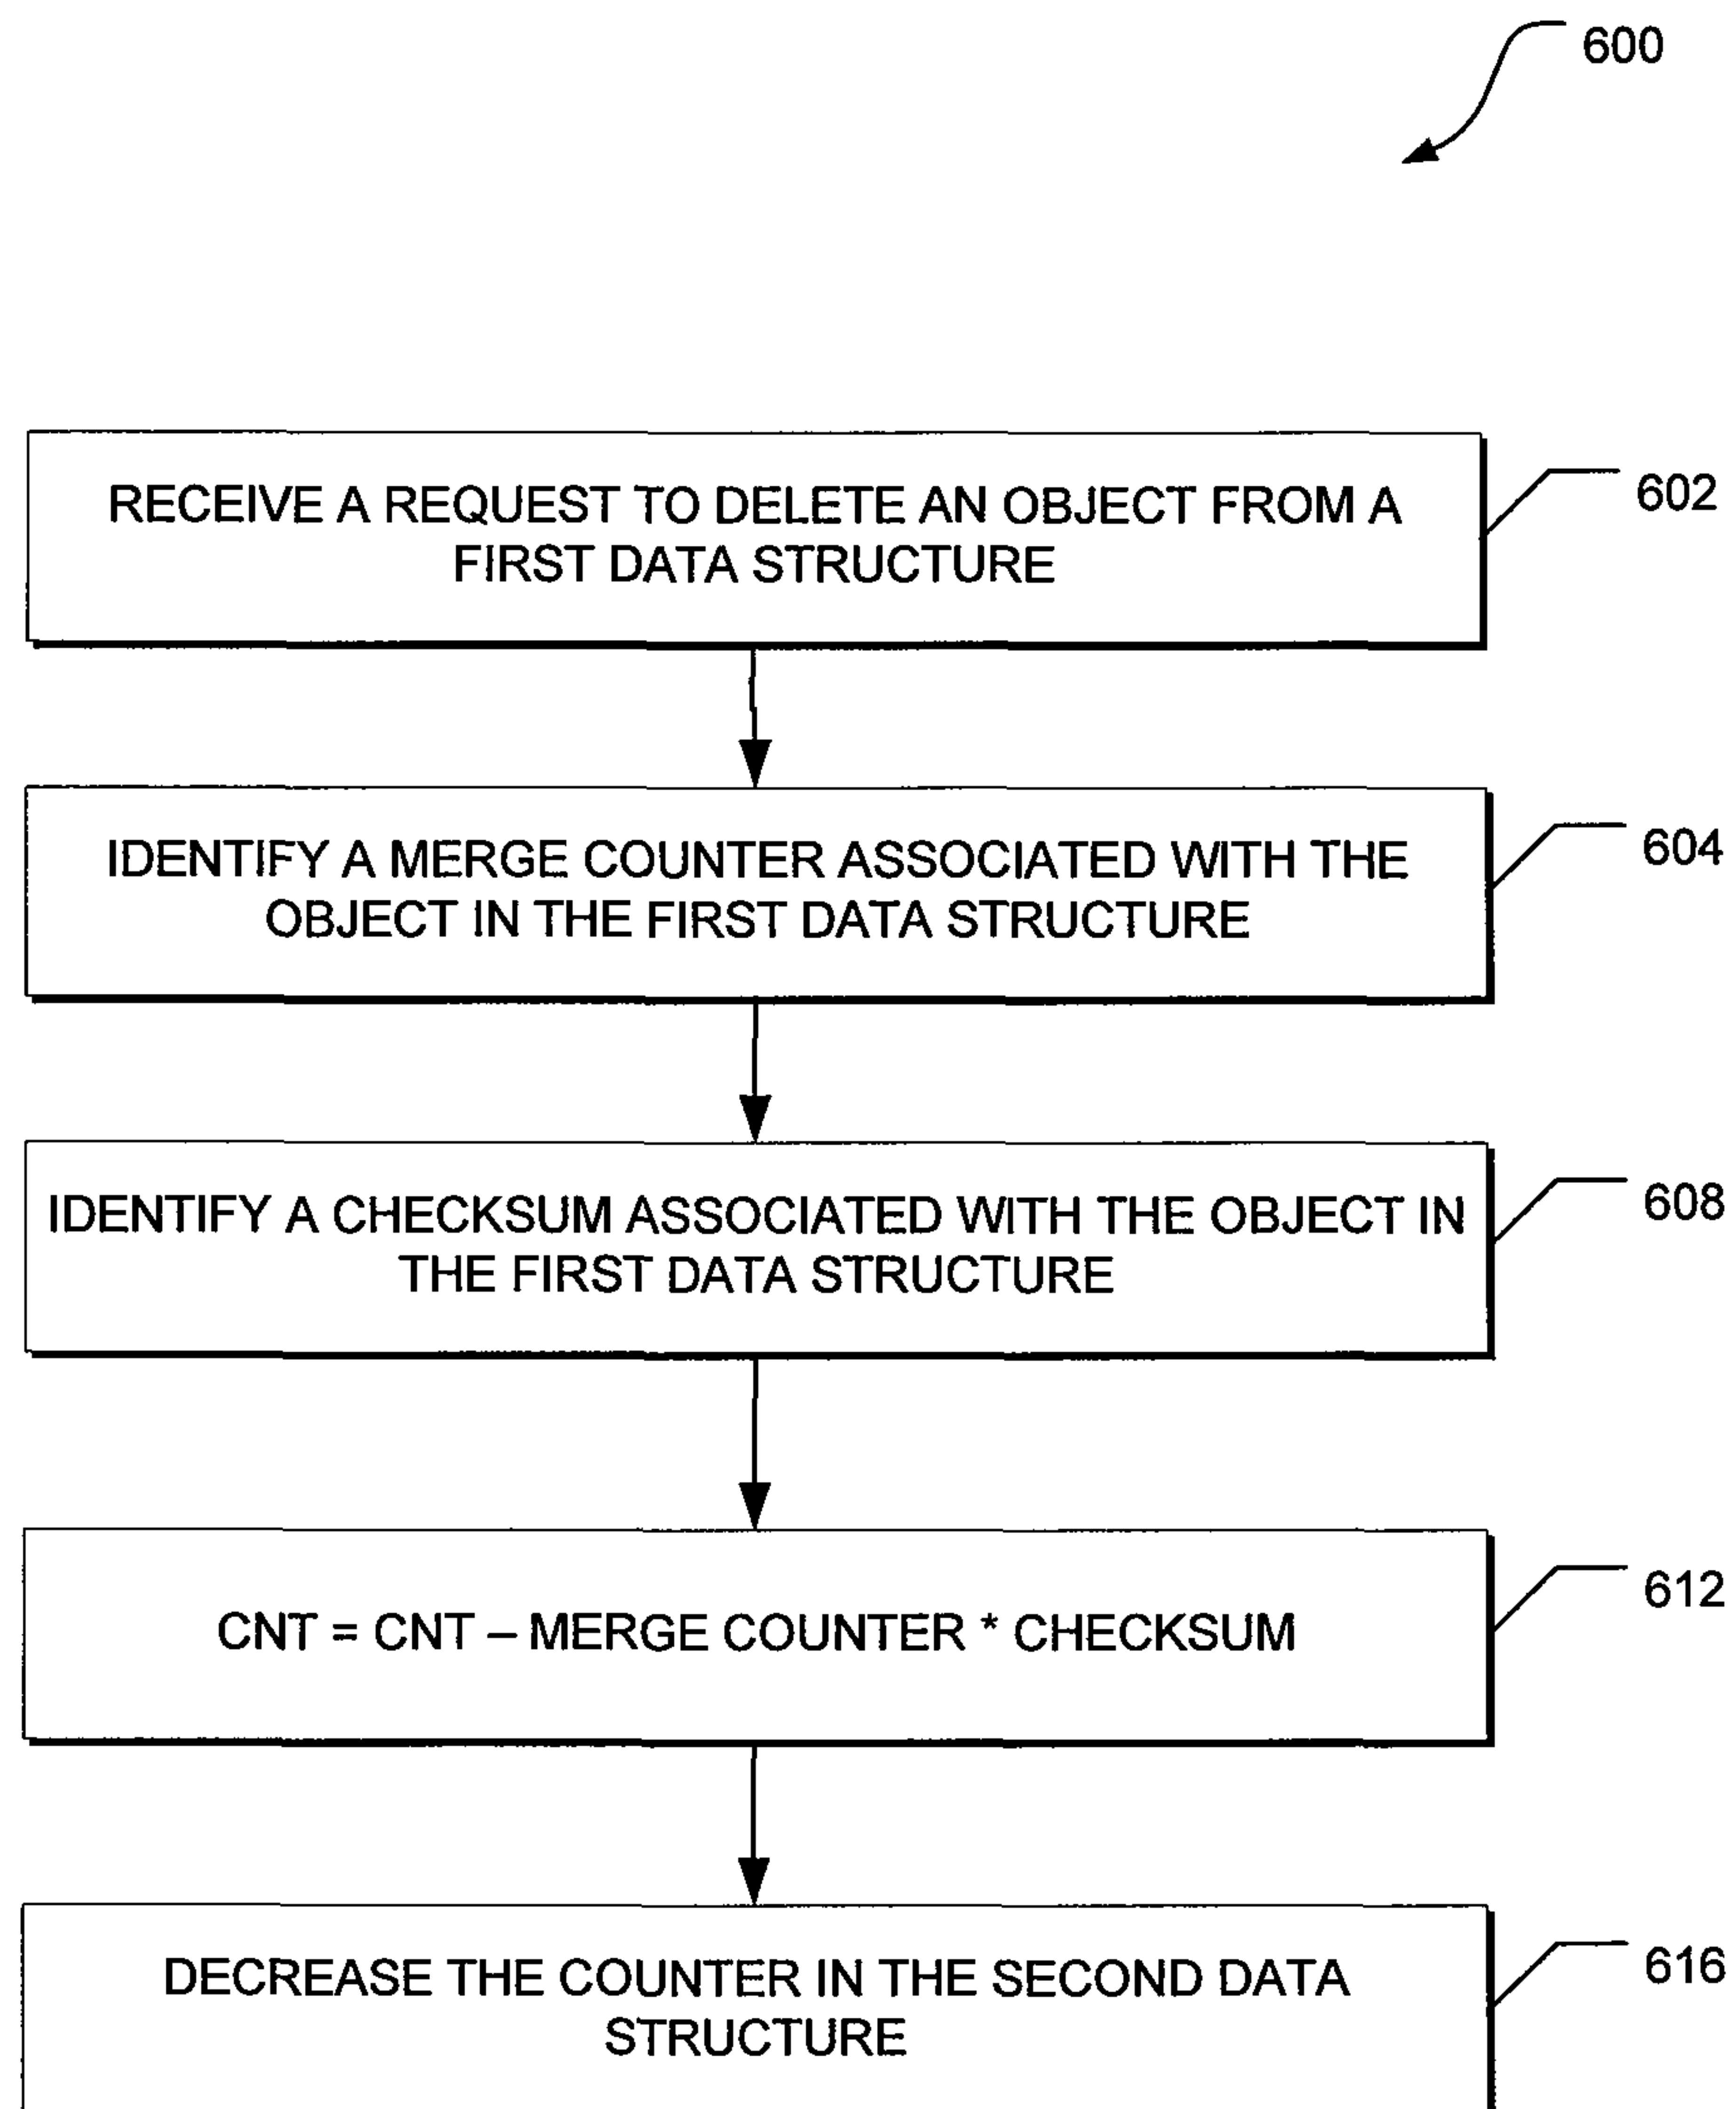 600
RECEIVE A REQUEST TO DELETE AN OBJECT FROM A
FIRST DATA STRUCTURE
602
IDENTIFY A MERGE COUNTER ASSOCIATED WITH THE
OBJECT IN THE FIRST DATA STRUCTURE
604
IDENTIFY A CHECKSUM ASSOCIATED WITH THE OBJECT IN
THE FIRST DATA STRUCTURE
608
CNT = CNT – MERGE COUNTER * CHECKSUM
612
DECREASE THE COUNTER IN THE SECOND DATA
STRUCTURE
616